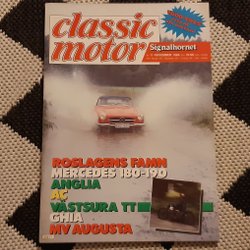 classic
motor
Signalhornet
ROSLAGENS FAMN
MERCEDES 180-190
ANGLIA
AC
VÄSTSURA TT
GHIA
MV AUGUSTA